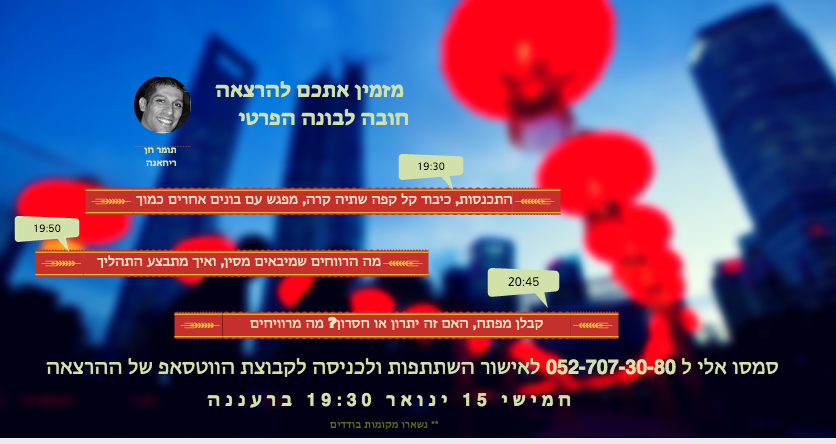 מזמין אתכם להרצאה
חובה לבונה הפרטי
תומר חן
ריחאנה
19:30
התכנסות, כיבוד קל קפה שתיה קרה, מפגש עם בונים אחרים כמוך
19:50
מה הרווחים שמיבאים מסין, ואיך מתבצע התהליך
20:45
קבלן מפתח, האם זה יתרון או חסרון? מה מרוויחים
סמסו אלי ל 052-707-30-80 לאישור השתתפות ולכניסה לקבוצת הווטסאפ של ההרצאה
חמישי 15 ינואר 19:30 ברעננה
** נשארו מקומות בודדים